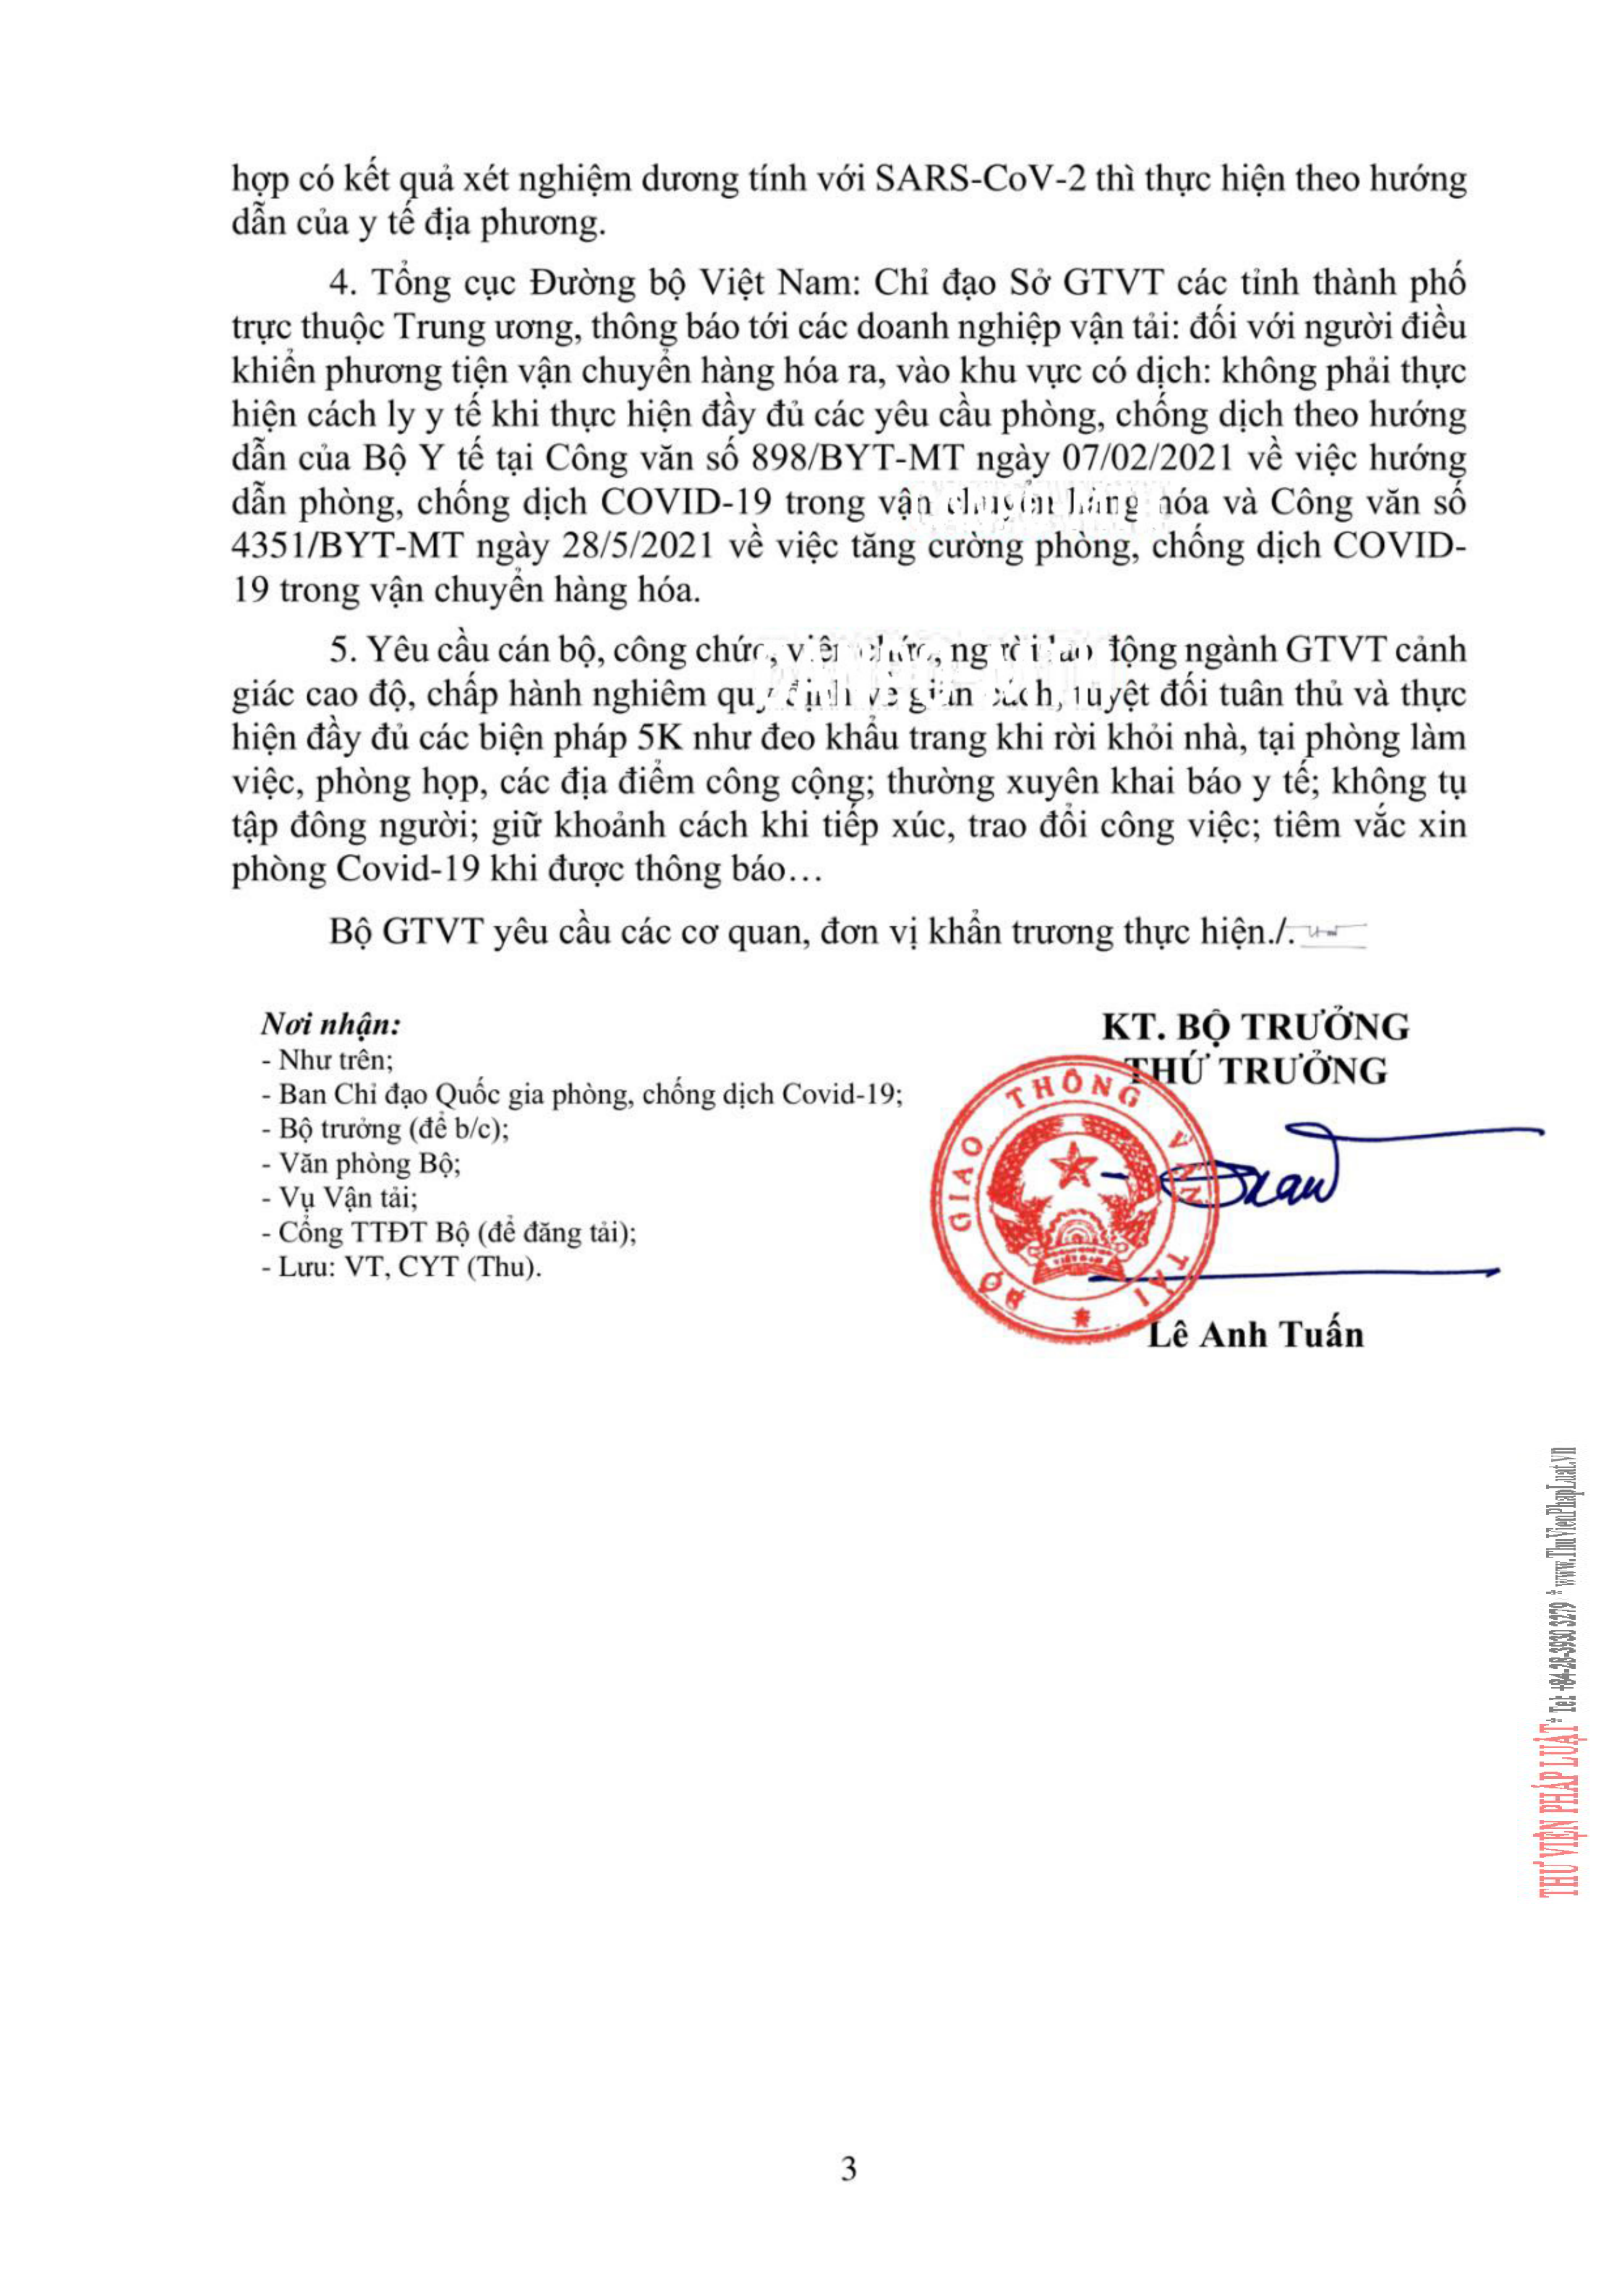 hợp có kết quả xét nghiệm dương tính với SARS-CoV-2 thì thực hiện theo hướng
dẫn của y tế địa phương.
4. Tổng cục Đường bộ Việt Nam: Chỉ đạo Sở GTVT các tỉnh thành phố
trực thuộc Trung ương, thông báo tới các doanh nghiệp vận tải: đối với người điều
khiển phương tiện vận chuyển hàng hóa ra, vào khu vực có dịch: không phải thực
hiện cách ly y tế khi thực hiện đầy đủ các yêu cầu phòng, chống dịch theo hướng
dẫn của Bộ Y tế tại Công văn số 898/BYT-MT ngày 07/02/2021 về việc hướng
dẫn phòng, chống dịch COVID-19 trong vận chuyển hàng hóa và Công văn số
4351/BYT-MT ngày 28/5/2021 về việc tăng cường phòng, chống dịch COVID-
19 trong vận chuyển hàng hóa.
5. Yêu cầu cán bộ, công chức, viên chức, người lao động ngành GTVT cảnh
giác cao độ, chấp hành nghiêm quy định về giãn cách, tuyệt đối tuân thủ và thực
hiện đầy đủ các biện pháp 5K như đeo khẩu trang khi rời khỏi nhà, tại phòng làm
việc, phòng họp, các địa điểm công cộng; thường xuyên khai báo y tế; không tụ
tập đông người; giữ khoảnh cách khi tiếp xúc, trao đổi công việc; tiêm vắc xin
phòng Covid-19 khi được thông báo…
Bộ GTVT yêu cầu các cơ quan, đơn vị khẩn trương thực hiện./.
Nơi nhận:
- Như trên;
- Ban Chỉ đạo Quốc gia phòng, chống dịch Covid-19;
- Bộ trưởng (để b/c);
- Văn phòng Bộ;
- Vụ Vận tải;
- Cổng TTĐT Bộ (để đăng tải);
- Lưu: VT, CYT (Thu).
KT. BỘ TRƯỞNG
THỨ TRƯỞNG
BỘ GIAO THÔNG VẬN TẢI
Lê Anh Tuấn
THƯ VIỆN PHÁP LUẬT * Tel: +84-28-3930 3279 * www.ThuVienPhapLuat.vn
3